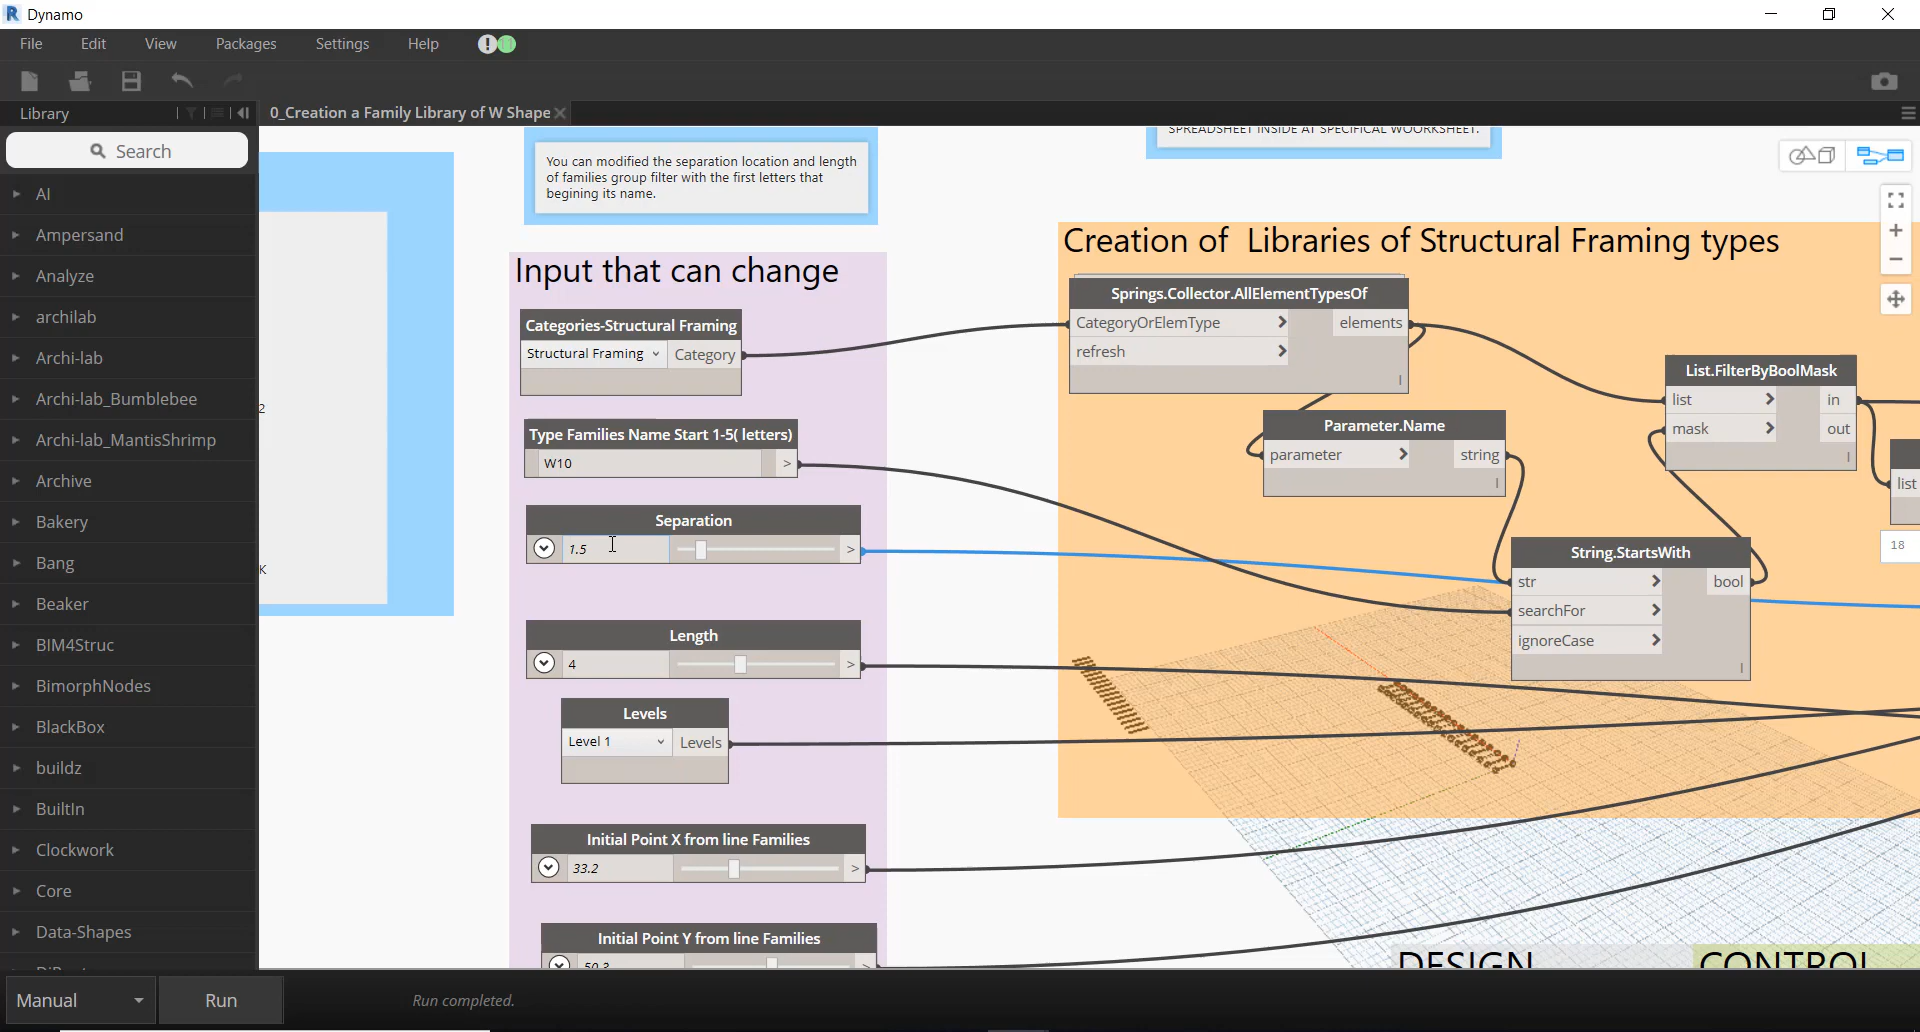 Dynamo
File Edit View Packages Settings Help
Library
0_Creation a Family Library of W Shape
Search
AI
Ampersand
Analyze
archilab
Archi-lab
Archi-lab_Bumblebee
Archi-lab_MantisShrimp
Archive
Bakery
Bang
Beaker
BIM4Struc
BimorphNodes
BlackBox
buildz
BuiltIn
Clockwork
Core
Data-Shapes
2
K
You can modified the separation location and length
of families group filter with the first letters that
begining its name.
SPREADSHEET INSIDE AT SPECIFICAL WOORKSHEET.
Input that can change
Categories-Structural Framing
Structural Framing Category
Type Families Name Start 1-5( letters)
W10 >
Separation
1.5 >
Length
4 >
Levels
Level 1 Levels
Initial Point X from line Families
33.2 >
Initial Point Y from line Families
50.2
Creation of Libraries of Structural Framing types
Springs.Collector.AllElementTypesOf
CategoryOrElemType > elements
refresh >
Parameter.Name
parameter > string
List.FilterByBoolMask
list > in
mask > out
list
18
String.StartsWith
str > bool
searchFor >
ignoreCase >
DESIGN
CONTROL
Manual Run Run completed.